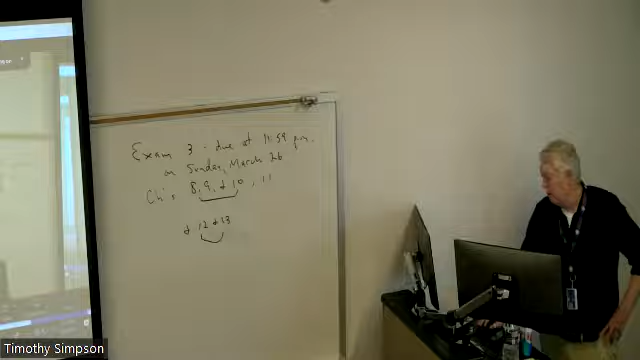 Exam 3 - due at 11:59 p.m.
on Sunday, March 26
Ch's 8, 9, & 10, 11
& 12 & 13
Timothy Simpson